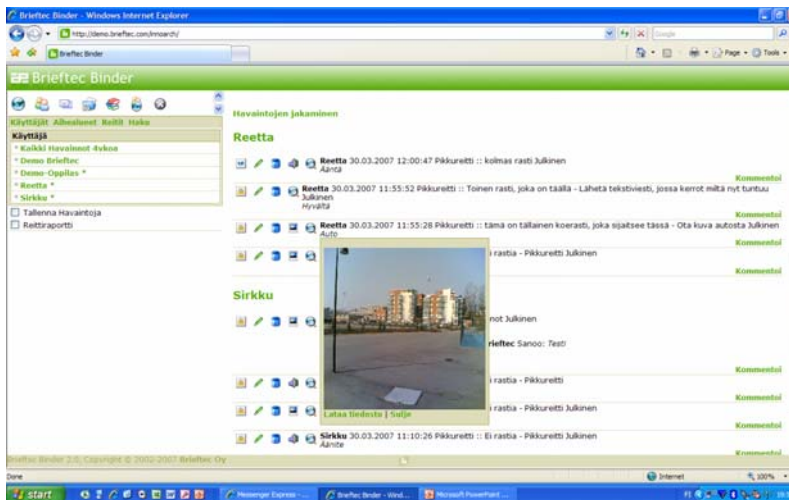 Brieftec Binder - Windows Internet Explorer
http://demo.brieftec.com/innoarch/
Google
Brieftec Binder
Page
Tools
Brieftec Binder
Käyttäjät Aihealueet Reitit Haku
Käyttäjä
* Kaikki Havainnot 4vkoa
* Demo Brieftec
* Demo-Oppilas *
* Reetta *
* Sirkku *
Tallenna Havaintoja
Reittiraportti
Havaintojen jakaminen
Reetta
Reetta 30.03.2007 12:00:47 Pikkureitti :: kolmas rasti Julkinen
Ääntä
Kommentoi
Reetta 30.03.2007 11:55:52 Pikkureitti :: Toinen rasti, joka on täällä - Lähetä tekstiviesti, jossa kerrot miltä nyt tuntuu
Julkinen
Hyvältä
Kommentoi
Reetta 30.03.2007 11:55:28 Pikkureitti :: tämä on tällainen koerasti, joka sijaitsee tässä - Ota kuva autosta Julkinen
Auto
Kommentoi
i rastia - Pikkureitti Julkinen
Kommentoi
Sirkku
not Julkinen
rieftec Sanoo: Testi
Kommentoi
i rastia - Pikkureitti
Kommentoi
i rastia - Pikkureitti Julkinen
Kommentoi
Lataa tiedosto | Sulje
Sirkku 30.03.2007 11:10:26 Pikkureitti :: Ei rastia - Pikkureitti Julkinen
Äänite
Kommentoi
Brieftec Binder 2.0, Copyright © 2002-2007 Brieftec Oy
Done
Internet
100%
start
Messenger Express - ...
Brieftec Binder - Wind...
Microsoft PowerPoint ...
FI